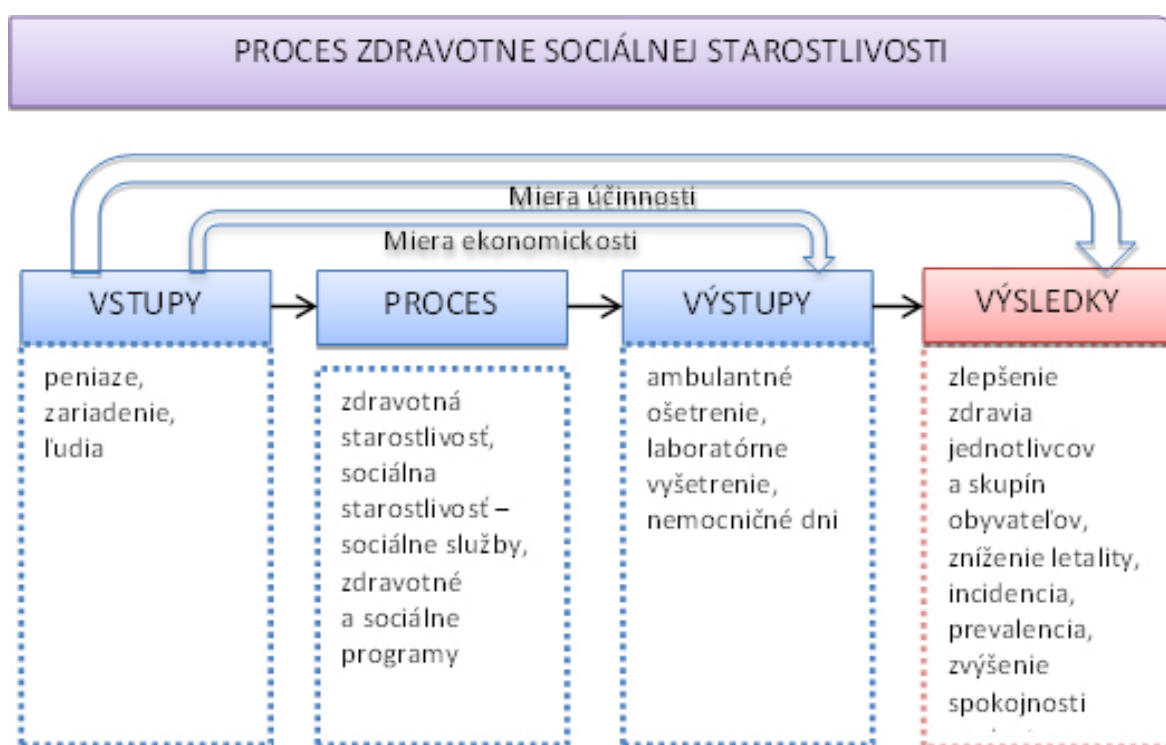 PROCES ZDRAVOTNE SOCIÁLNEJ STAROSTLIVOSTI
Miera účinnosti
Miera ekonomickosti
VSTUPY
peniaze,
zariadenie,
ľudia
PROCES
zdravotná
starostlivosť,
sociálna
starostlivosť –
sociálne služby,
zdravotné
a sociálne
programy
VÝSTUPY
ambulantné
ošetrenie,
laboratórne
vyšetrenie,
nemocničné dni
VÝSLEDKY
zlepšenie
zdravia
jednotlivcov
a skupín
obyvateľov,
zníženie letality,
incidencia,
prevalencia,
zvýšenie
spokojnosti